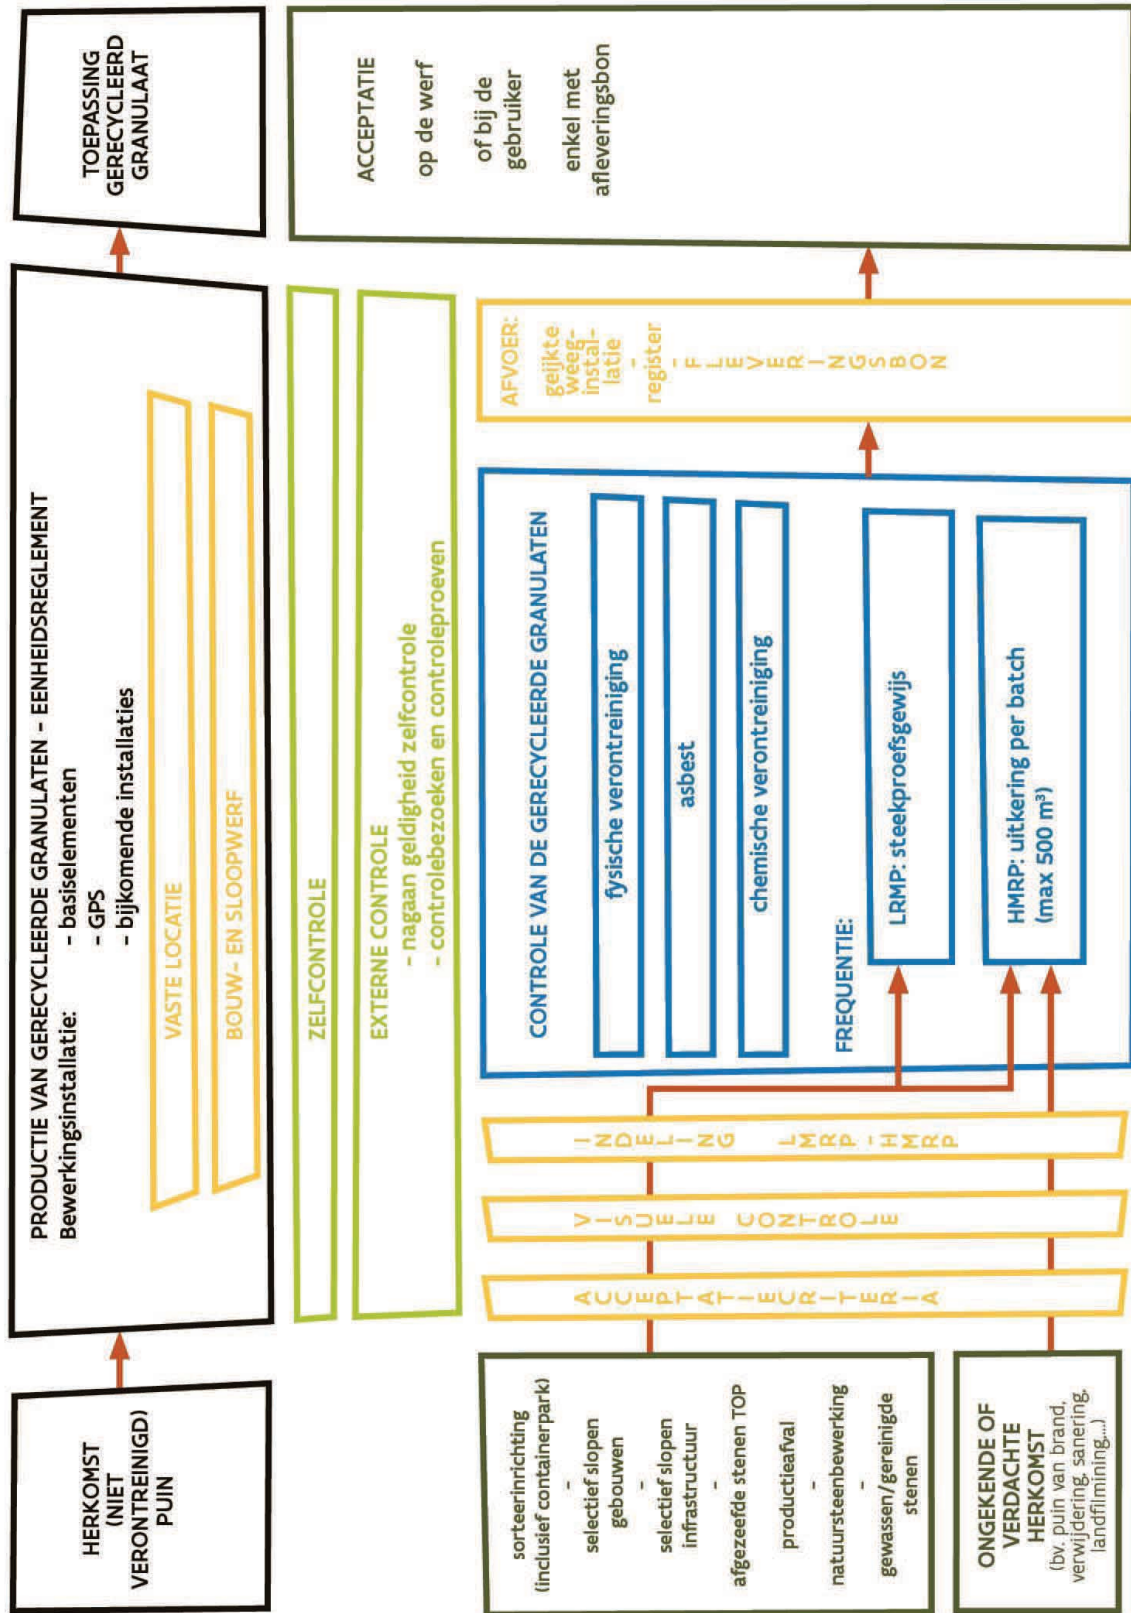 HERKOMST
(NIET
VERONTREINIGD)
PUIN
PRODUCTIE VAN GERECYCLEERDE GRANULATEN – EENHEIDSREGLEMENT
Bewerkingsinstallatie: – basiselementen
– GPS
– bijkomende installaties
VASTE LOCATIE
BOUW- EN SLOOPWERF
TOEPASSING
GERECYCLEERD
GRANULAAT
ZELFCONTROLE
EXTERNE CONTROLE
– nagaan geldigheid zelfcontrole
– controlebezoeken en controleproeven
sorteerinrichting
(inclusief containerpark)
–
selectief slopen
gebouwen
–
selectief slopen
infrastructuur
–
afgezeefde stenen TOP
–
productieafval
–
natuursteenbewerking
–
gewassen/gereinigde
stenen
ONGEKENDE OF
VERDACHTE
HERKOMST
(bv. puin van brand,
verwijdering, sanering,
landfilmining,...)
ACCEPTATIECRITERIA
VISUELE CONTROLE
INDELING LMRP-HMRP
CONTROLE VAN DE GERECYCLEERDE GRANULATEN
fysische verontreiniging
asbest
chemische verontreiniging
FREQUENTIE:
LRMP: steekproefsgewijs
HMRP: uitkering per batch
(max 500 m³)
AFVOER:
geijkte
weeg-
instal-
latie
–
register
–
FLEVERINGSBON
ACCEPTATIE
op de werf
of bij de
gebruiker
enkel met
afleveringsbon